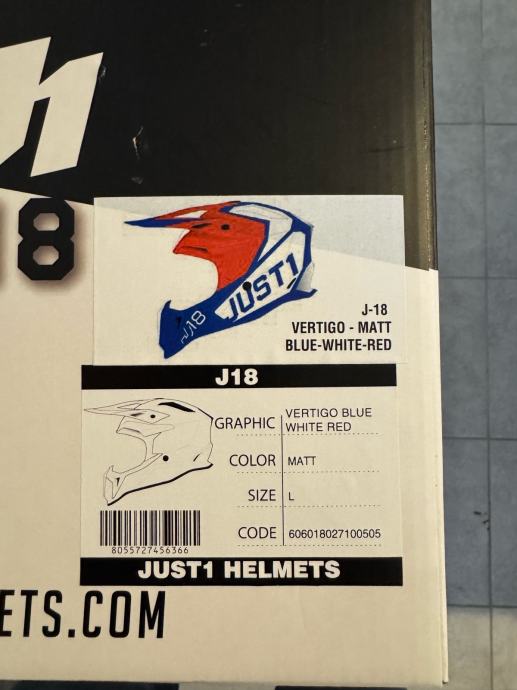 J1
18
JUST1
J18
J-18
VERTIGO - MATT
BLUE-WHITE-RED
J18
GRAPHIC VERTIGO BLUE
WHITE RED
COLOR MATT
SIZE L
CODE 606018027100505
8055727456366
JUST1 HELMETS
ETS.COM